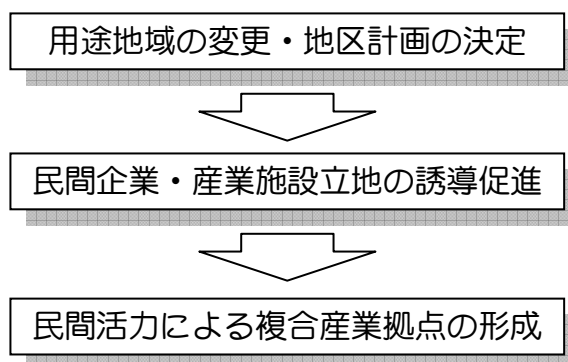 用途地域の変更・地区計画の決定
民間企業・産業施設立地の誘導促進
民間活力による複合産業拠点の形成